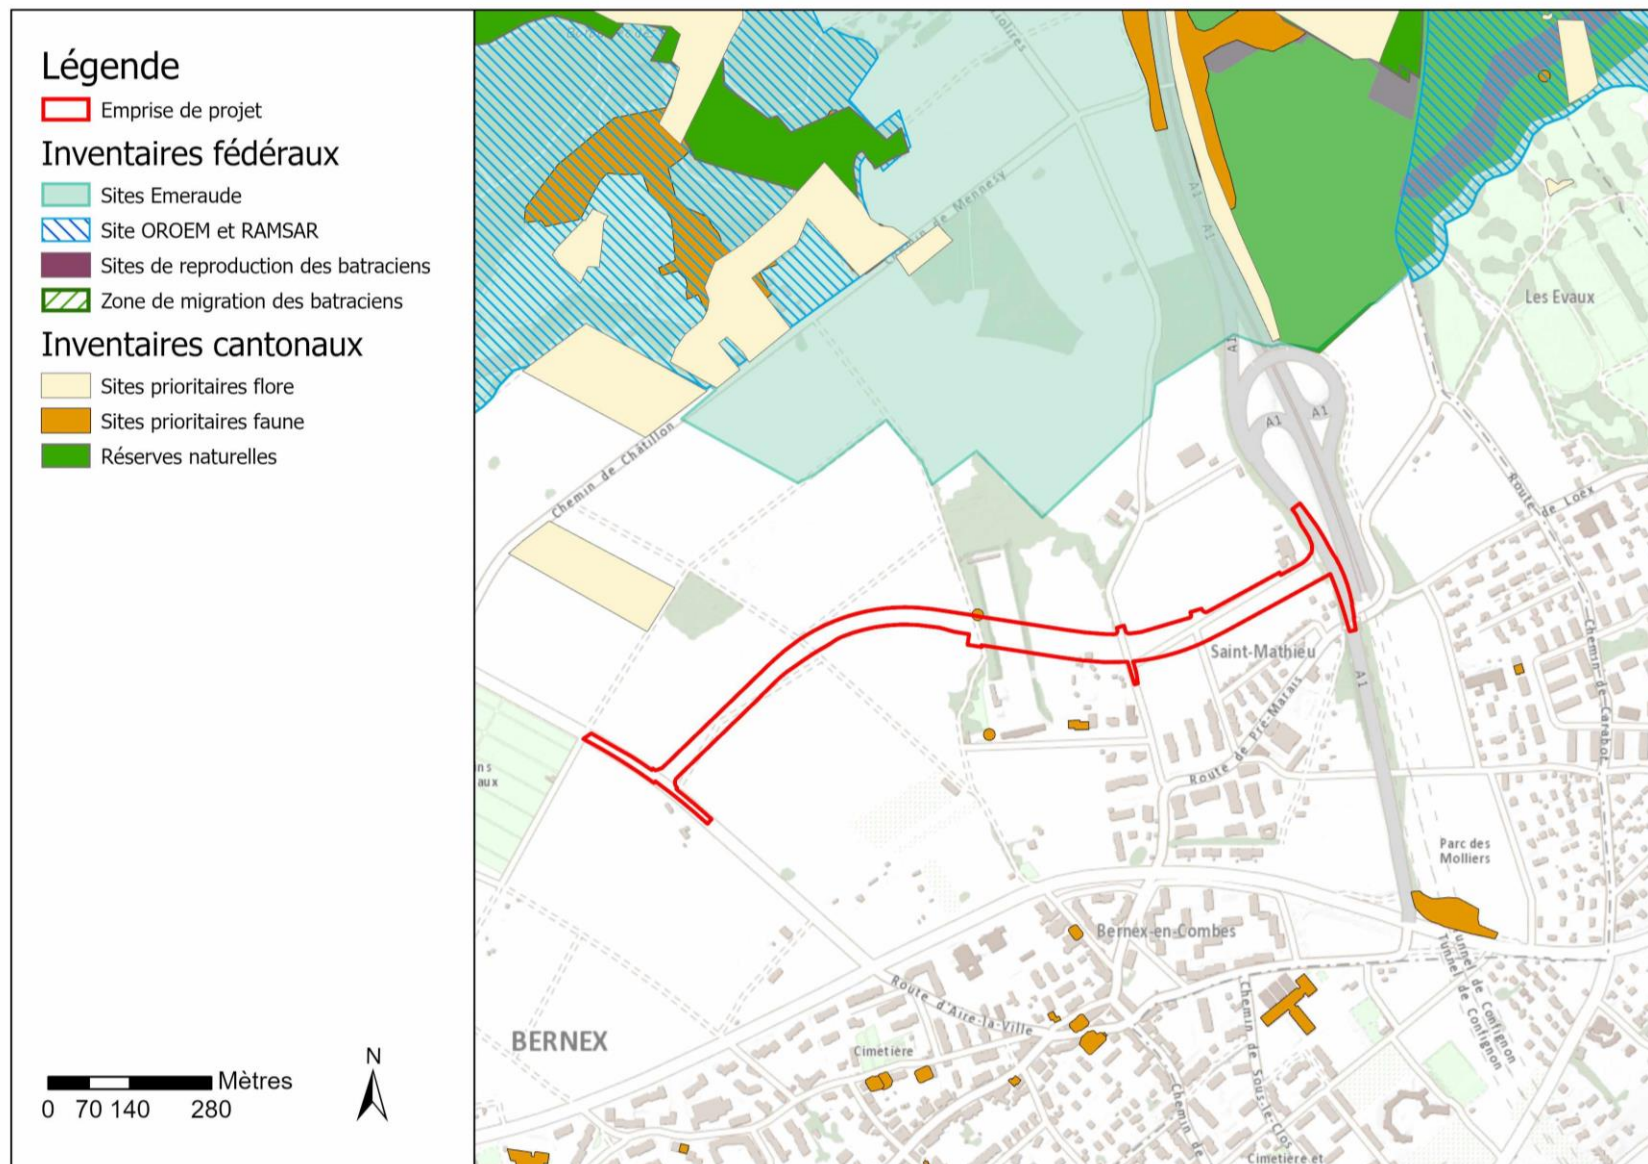 Légende
Emprise de projet
Inventaires fédéraux
Sites Emeraude
Site OROEM et RAMSAR
Sites de reproduction des batraciens
Zone de migration des batraciens
Inventaires cantonaux
Sites prioritaires flore
Sites prioritaires faune
Réserves naturelles
Mètres
0 70 140 280
N
Chemin de Mennesy
A1
A1
A1
A1
A1
A1
Les Evaux
Chemin de Châtillon
Route de Loëx
Chemin de Carabot
Saint-Mathieu
Route de Pré-Marais
Parc des
Molliers
Bernex-en-Combes
Tunnel de Confignon
Tunnel de Confignon
Route d'Aire-la-Ville
BERNEX
Cimetière
Chemin de Sous-le-Clos
Chemin de
Cimetière et